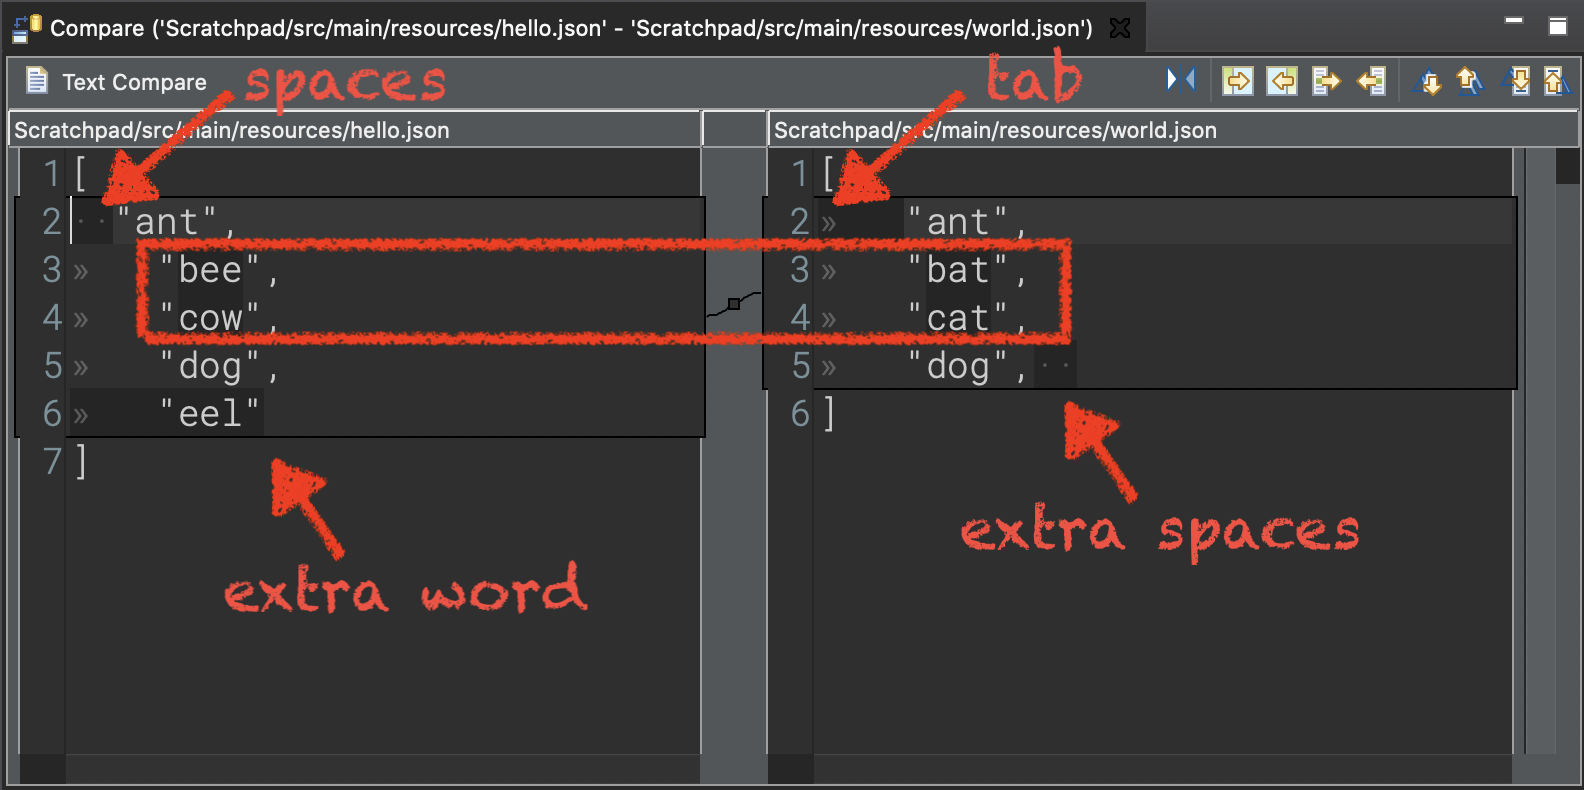 Compare ('Scratchpad/src/main/resources/hello.json' - 'Scratchpad/src/main/resources/world.json')
Text Compare
spaces
tab
Scratchpad/src/main/resources/hello.json
Scratchpad/src/main/resources/world.json
1 [
2 ··"ant",
3 »   "bee",
4 »   "cow",
5 »   "dog",
6 »   "eel"
7 ]
extra word
1 [
2 »   "ant",
3 »   "bat",
4 »   "cat",
5 »   "dog",··
6 ]
extra spaces